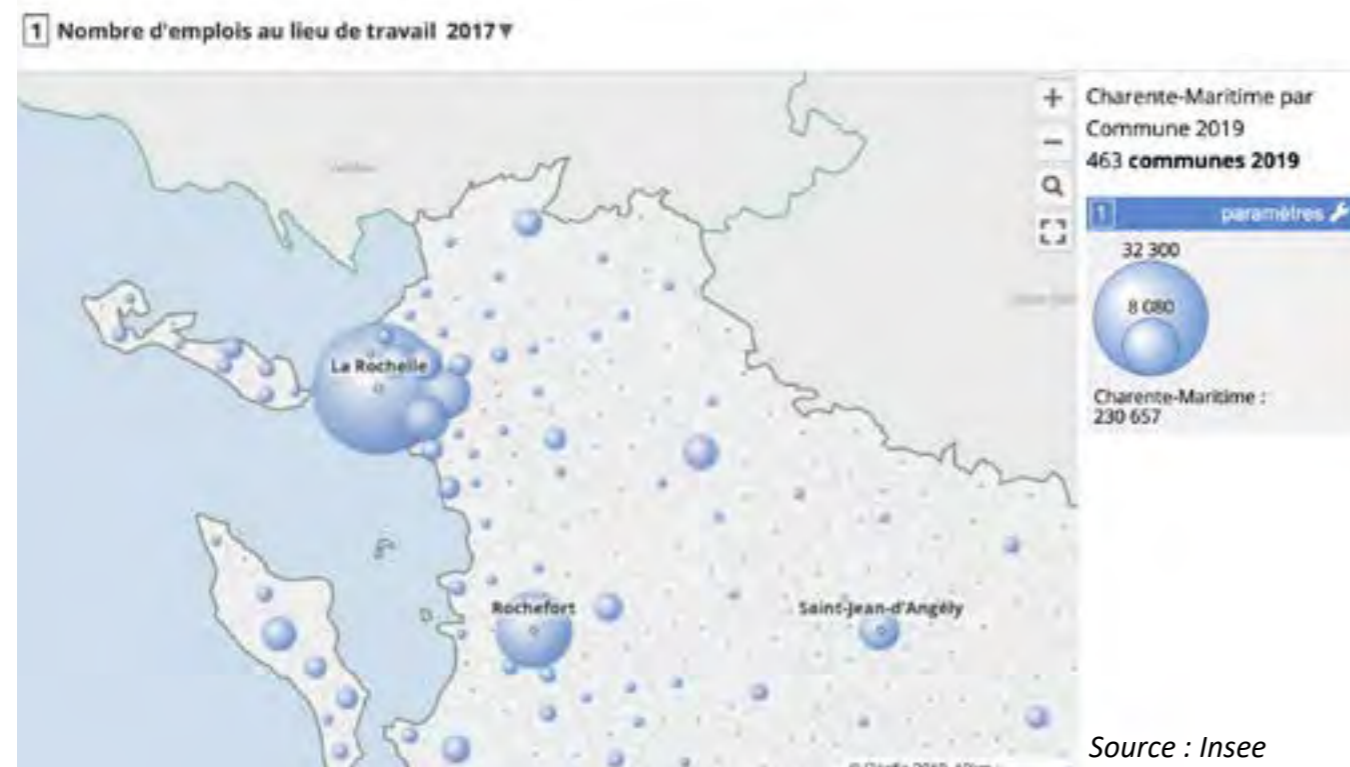 1 Nombre d'emplois au lieu de travail 2017▼
+
−
Charente-Maritime par
Commune 2019
463 communes 2019
1 paramètres
32 300
8 080
Charente-Maritime :
230 657
La Rochelle
Rochefort
Saint-Jean-d'Angély
Source : Insee